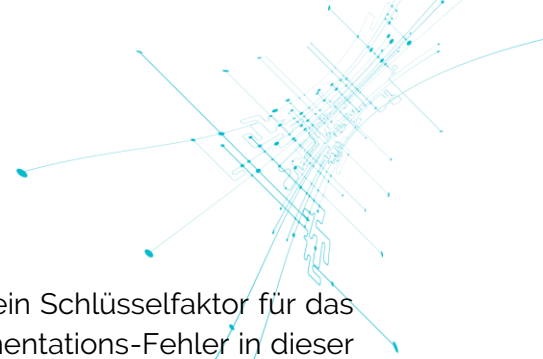 ein Schlüsselfaktor für das
mentations-Fehler in dieser